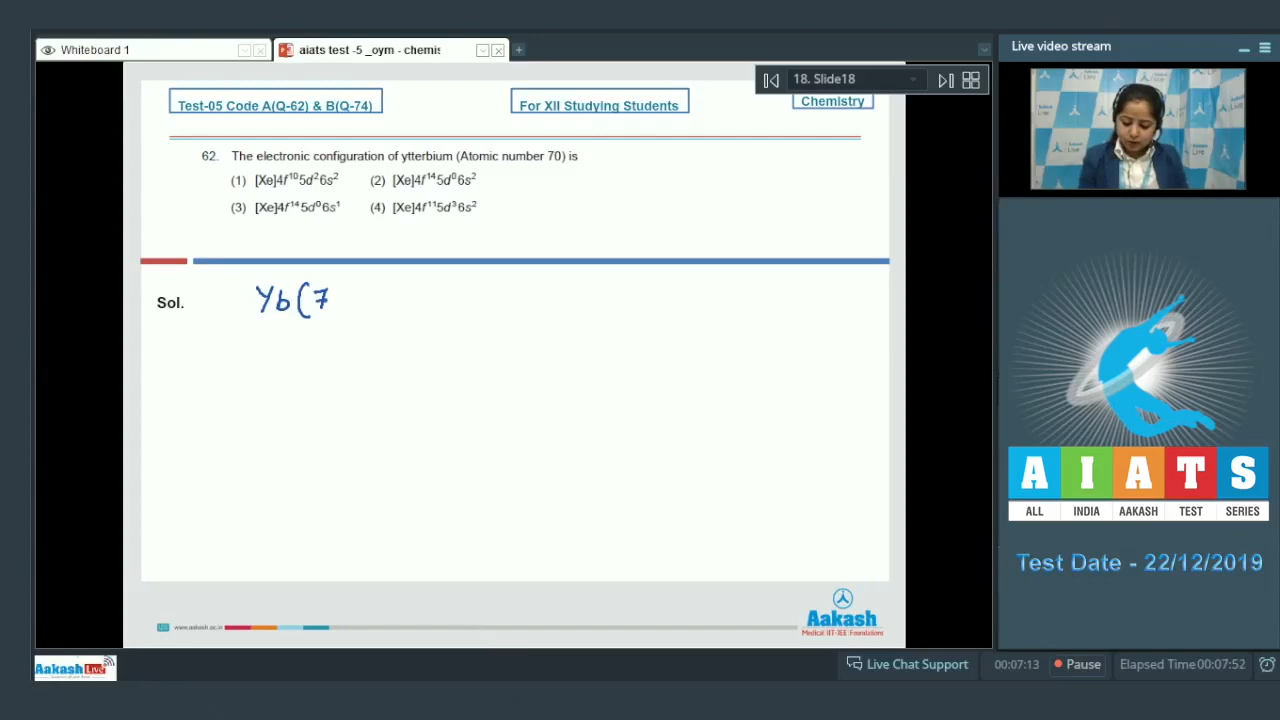 Whiteboard 1
aiats test -5 _oym - chemis
Live video stream
18. Slide18
Test-05 Code A(Q-62) & B(Q-74)
For XII Studying Students
Chemistry
62. The electronic configuration of ytterbium (Atomic number 70) is
(1) [Xe]4f¹⁰5d²6s² (2) [Xe]4f¹⁴5d⁰6s²
(3) [Xe]4f¹⁴5d⁰6s¹ (4) [Xe]4f¹¹5d³6s²
Sol. Yb(7
A I A T S
ALL INDIA AAKASH TEST SERIES
Test Date - 22/12/2019
Aakash
Medical|IIT-JEE|Foundations
www.aakash.ac.in
Aakash Live
Live Chat Support
00:07:13
Pause
Elapsed Time 00:07:52